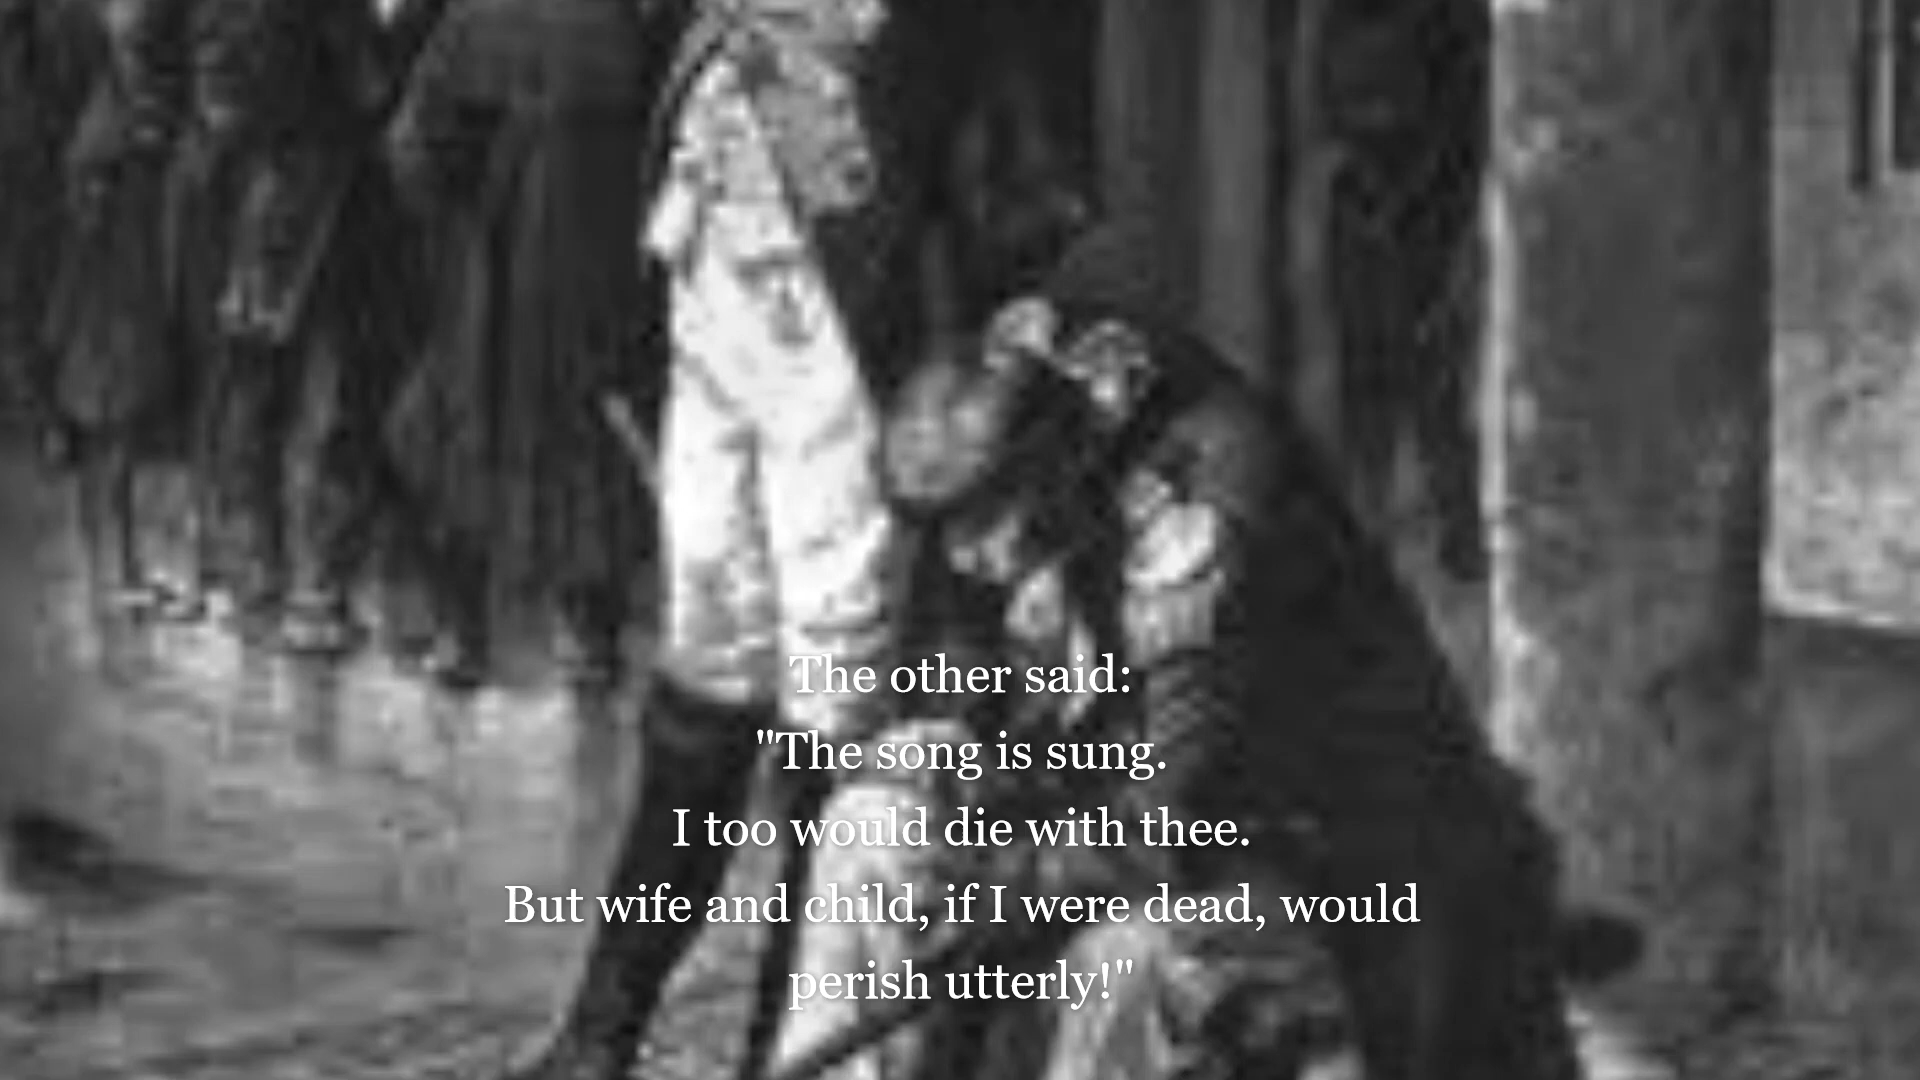 The other said:
"The song is sung.
I too would die with thee.
But wife and child, if I were dead, would
perish utterly!"